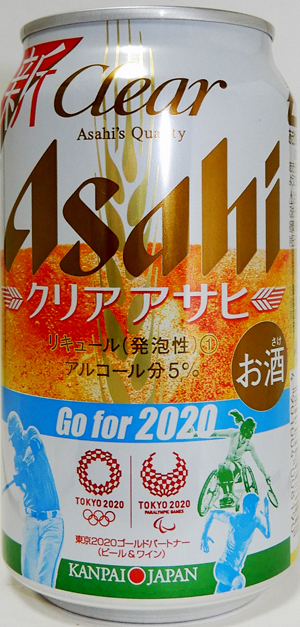 新
Clear
Asahi's Quality
Asahi
クリアアサヒ
リキュール(発泡性)①
アルコール分5%
さけ
お酒
Go for 2020
TOKYO 2020
TOKYO 2020
PARALYMPIC GAMES
東京2020ゴールドパートナー
(ビール&ワイン)
KANPAI JAPAN